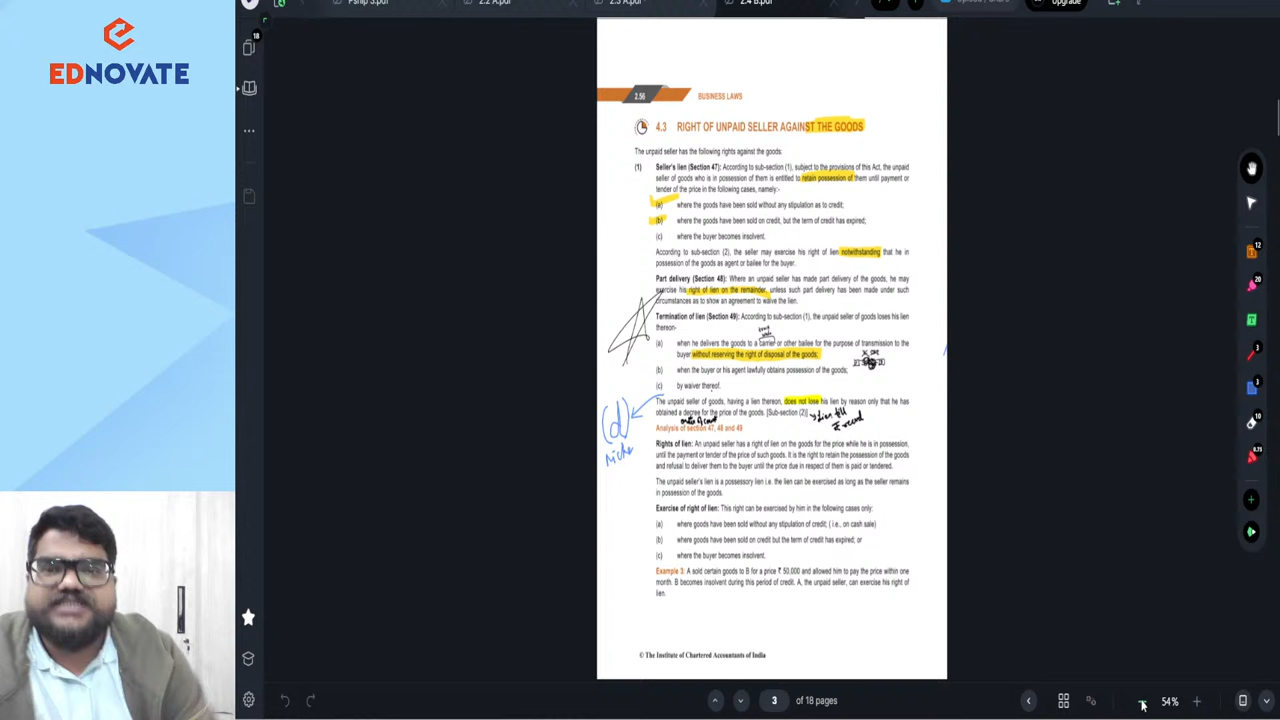 Pship 3.pdf
2.2 A.pdf
2.3 A.pdf
2.4 B.pdf
Upgrade
EDNOVATE
18
2.56 BUSINESS LAWS
4.3 RIGHT OF UNPAID SELLER AGAINST THE GOODS
The unpaid seller has the following rights against the goods:
(1) Seller's lien (Section 47): According to sub-section (1), subject to the provisions of this Act, the unpaid
seller of goods who is in possession of them is entitled to retain possession of them until payment or
tender of the price in the following cases, namely:-
(a) where the goods have been sold without any stipulation as to credit;
(b) where the goods have been sold on credit, but the term of credit has expired;
(c) where the buyer becomes insolvent.
According to sub-section (2), the seller may exercise his right of lien notwithstanding that he in
possession of the goods as agent or bailee for the buyer.
Part delivery (Section 48): Where an unpaid seller has made part delivery of the goods, he may
exercise his right of lien on the remainder, unless such part delivery has been made under such
circumstances as to show an agreement to waive the lien.
Termination of lien (Section 49): According to sub-section (1), the unpaid seller of goods loses his lien
thereon-
(a) when he delivers the goods to a carrier or other bailee for the purpose of transmission to the
buyer without reserving the right of disposal of the goods;
(b) when the buyer or his agent lawfully obtains possession of the goods;
(c) by waiver thereof.
The unpaid seller of goods, having a lien thereon, does not lose his lien by reason only that he has
obtained a decree for the price of the goods. [Sub-section (2)]
Lien till
(d)
Analysis of section 47, 48 and 49
Rights of lien: An unpaid seller has a right of lien on the goods for the price while he is in possession,
until the payment or tender of the price of such goods. It is the right to retain the possession of the goods
and refusal to deliver them to the buyer until the price due in respect of them is paid or tendered.
The unpaid seller's lien is a possessory lien i.e. the lien can be exercised as long as the seller remains
in possession of the goods.
Exercise of right of lien: This right can be exercised by him in the following cases only:
(a) where goods have been sold without any stipulation of credit; ( i.e., on cash sale)
(b) where goods have been sold on credit but the term of credit has expired; or
(c) where the buyer becomes insolvent.
Example 3: A sold certain goods to B for a price ₹ 50,000 and allowed him to pay the price within one
month. B becomes insolvent during this period of credit. A, the unpaid seller, can exercise his right of
lien.
© The Institute of Chartered Accountants of India
12
20
3
3
0.75
3 of 18 pages
54%